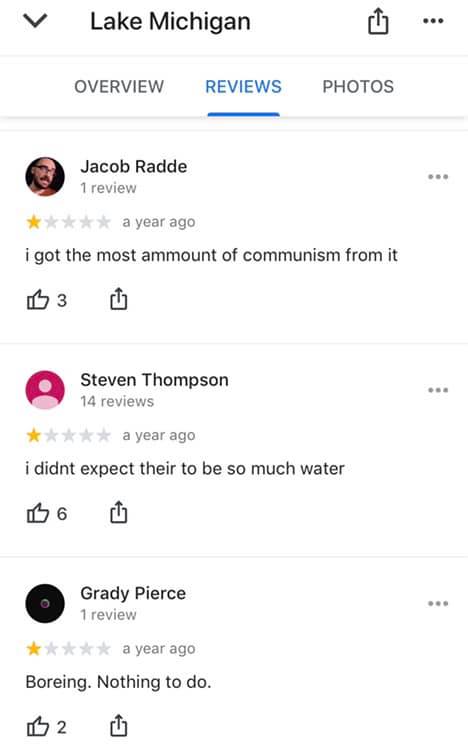 Lake Michigan
OVERVIEW REVIEWS PHOTOS
Jacob Radde
1 review
a year ago
i got the most ammount of communism from it
3
Steven Thompson
14 reviews
a year ago
i didnt expect their to be so much water
6
Grady Pierce
1 review
a year ago
Boreing. Nothing to do.
2